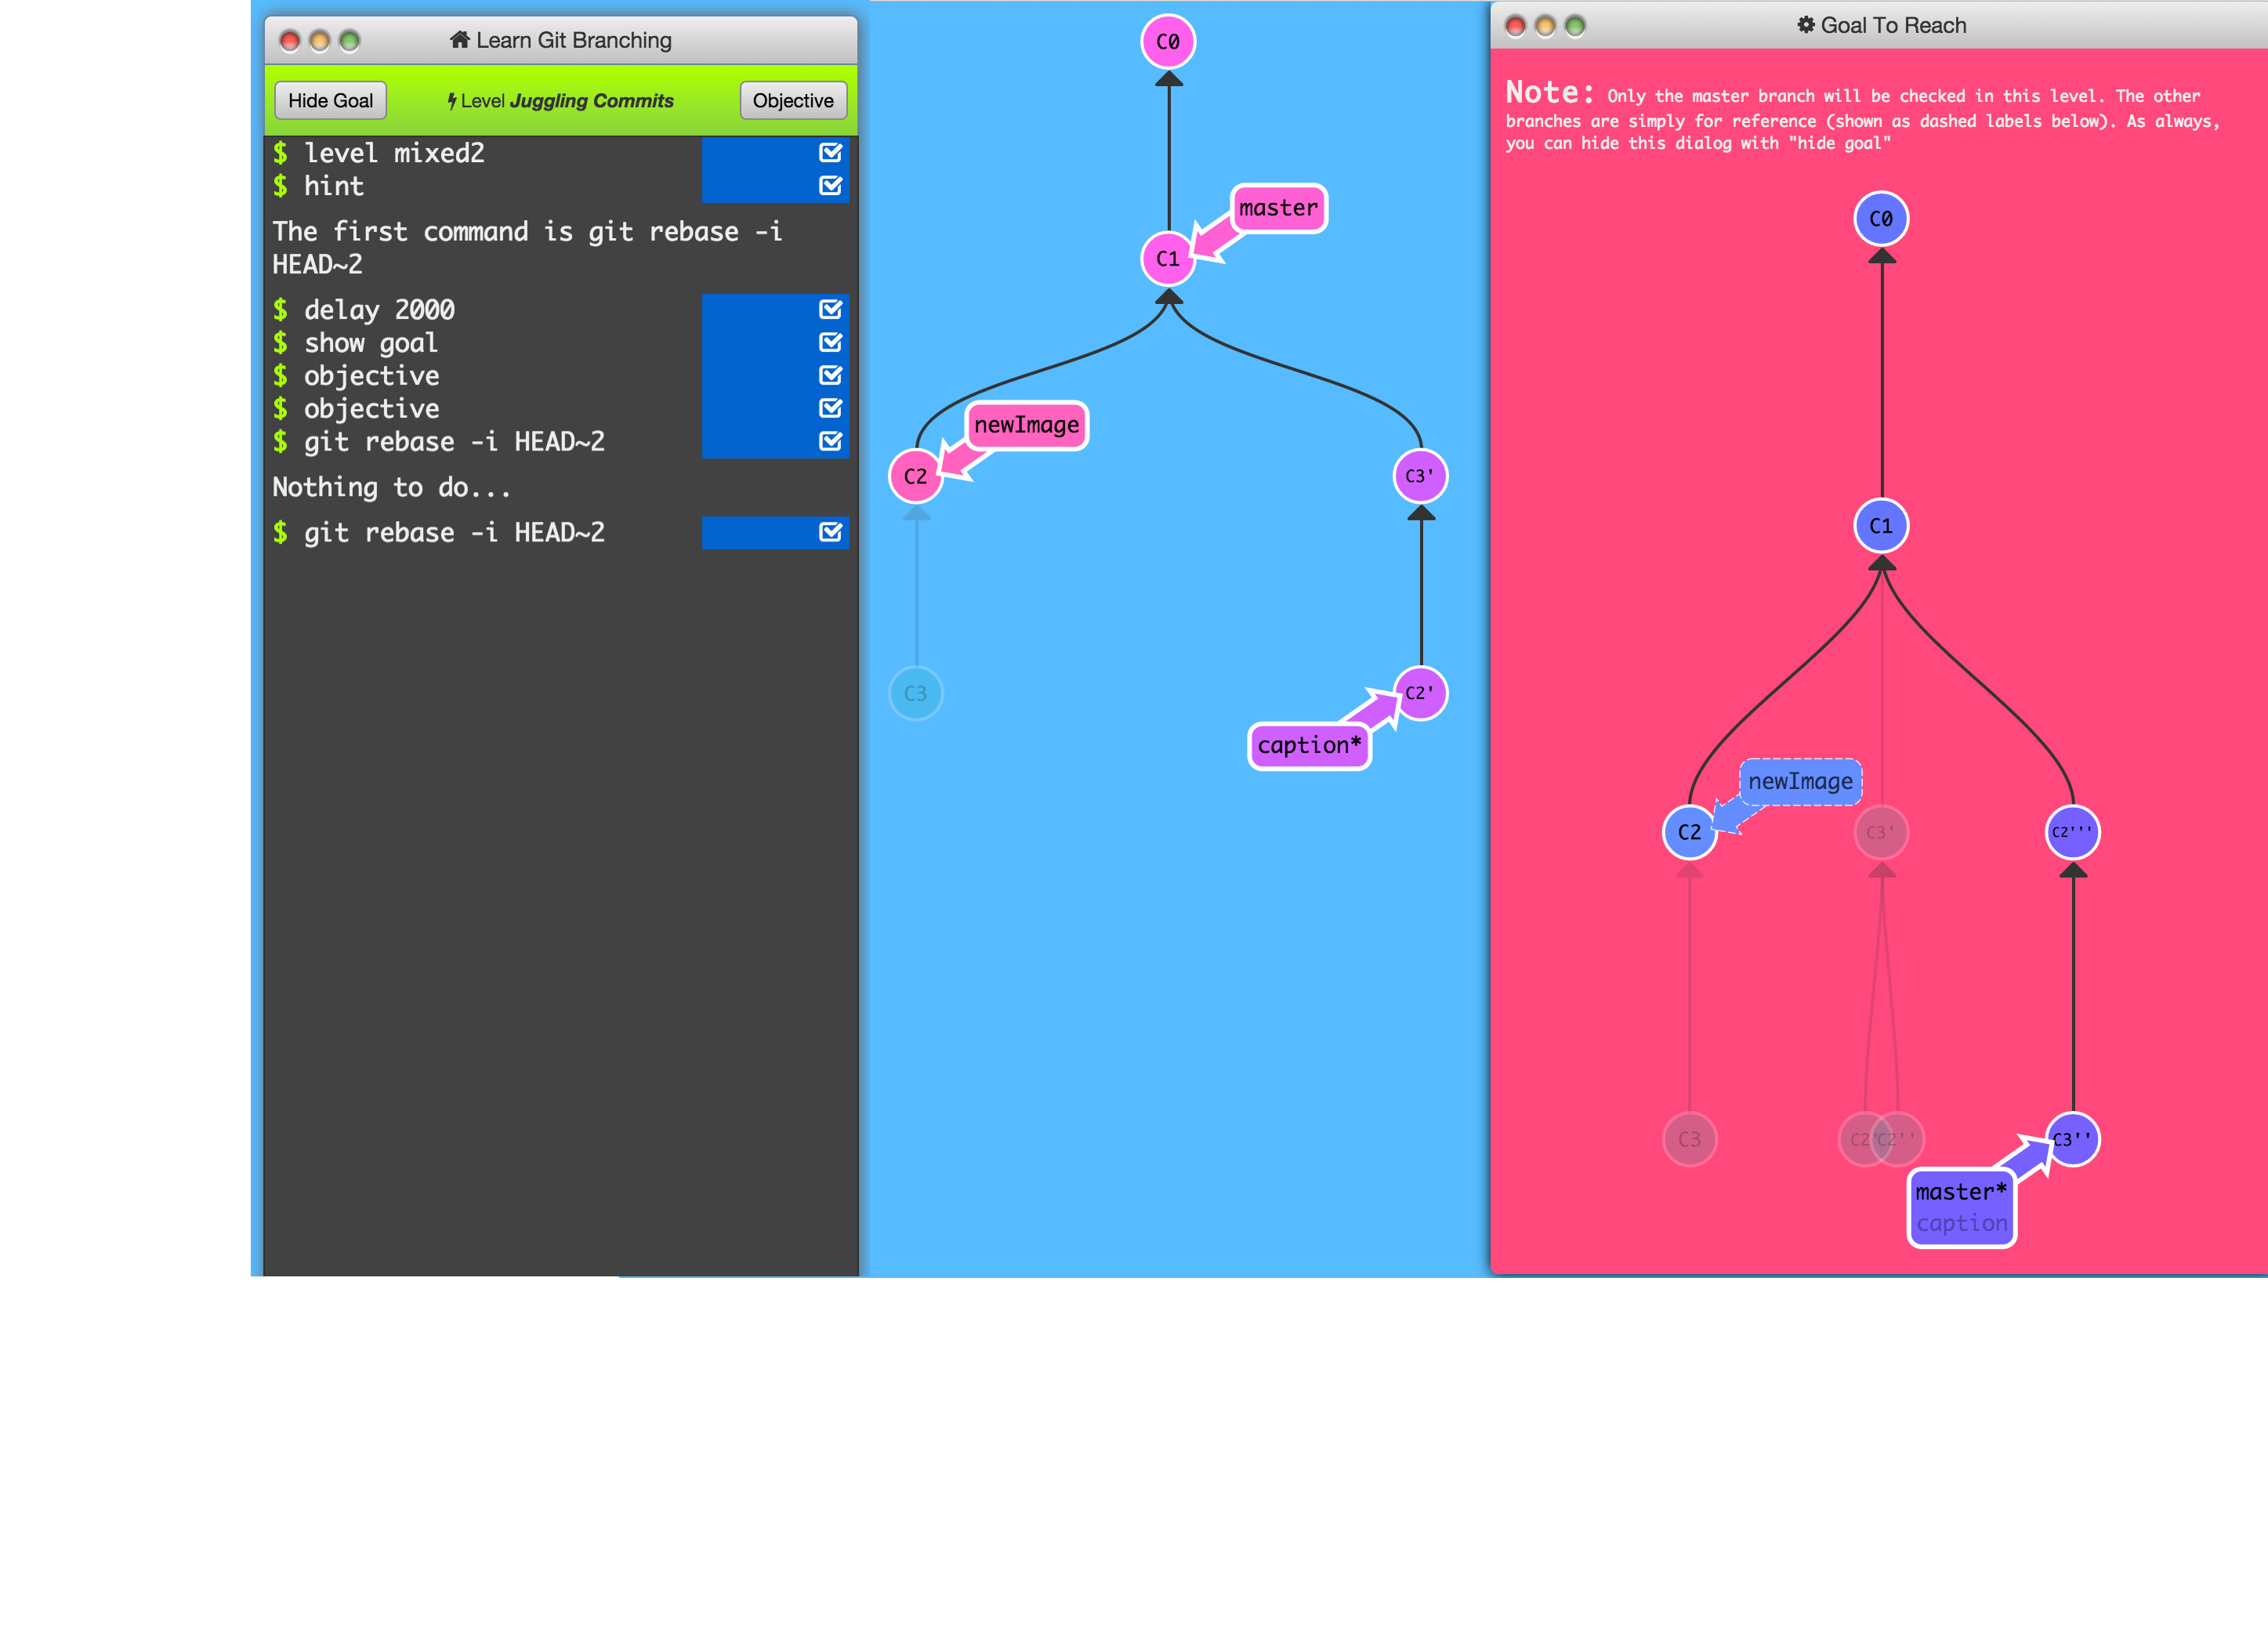 Learn Git Branching
Hide Goal
Level Juggling Commits
Objective
$ level mixed2
$ hint
The first command is git rebase -i
HEAD~2
$ delay 2000
$ show goal
$ objective
$ objective
$ git rebase -i HEAD~2
Nothing to do...
$ git rebase -i HEAD~2
C0
master
C1
newImage
C2
C3'
C3
C2'
caption*
Goal To Reach
Note: Only the master branch will be checked in this level. The other
branches are simply for reference (shown as dashed labels below). As always,
you can hide this dialog with "hide goal"
C0
C1
newImage
C2
C3'
C2'''
C3
C2'
C2''
C3''
master*
caption